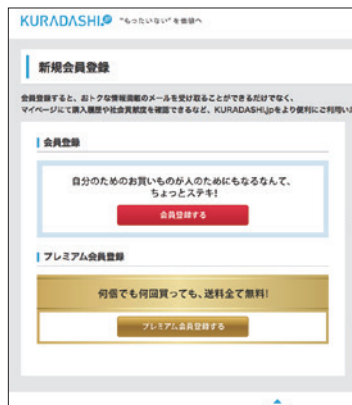 KURADASHI.jp "もったいない"を価値へ
新規会員登録
会員登録すると、おトクな情報満載のメールを受け取ることができるだけでなく、
マイページにて購入履歴や社会貢献度を確認できるなど、KURADASHI.jpをより便利にご利用い
会員登録
自分のためのお買いものが人のためにもなるなんて、
ちょっとステキ!
会員登録する
プレミアム会員登録
何個でも何回買っても、送料全て無料!
プレミアム会員登録する